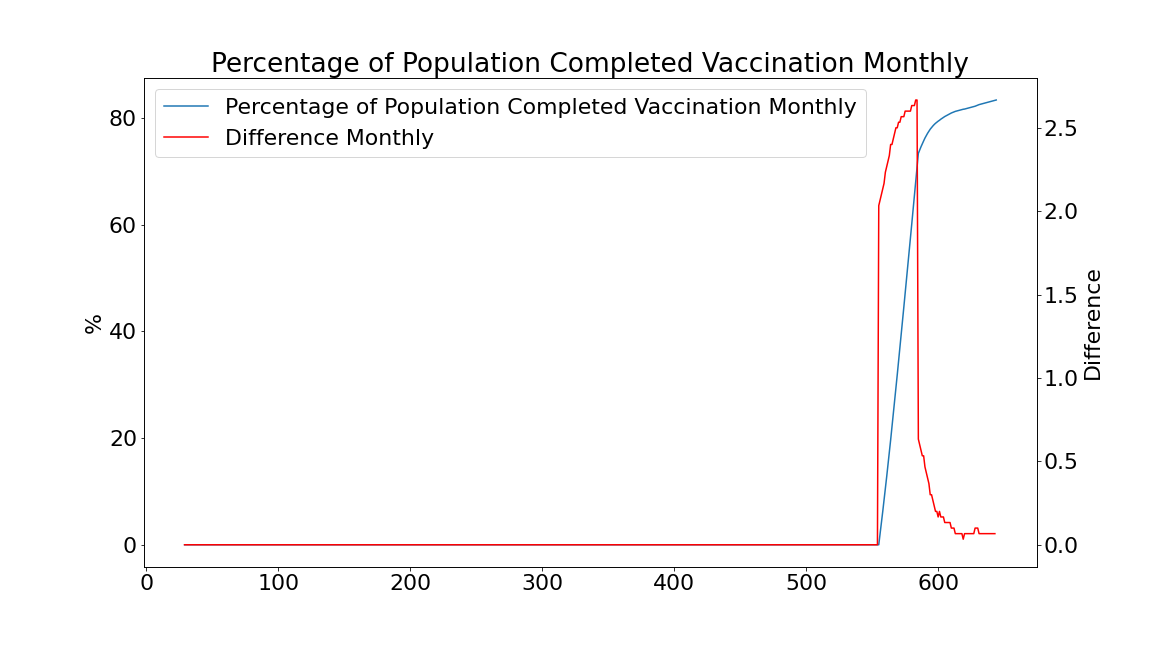 Percentage of Population Completed Vaccination Monthly
Percentage of Population Completed Vaccination Monthly
Difference Monthly
80
60
40
20
0
%
2.5
2.0
1.5
1.0
0.5
0.0
Difference
0 100 200 300 400 500 600